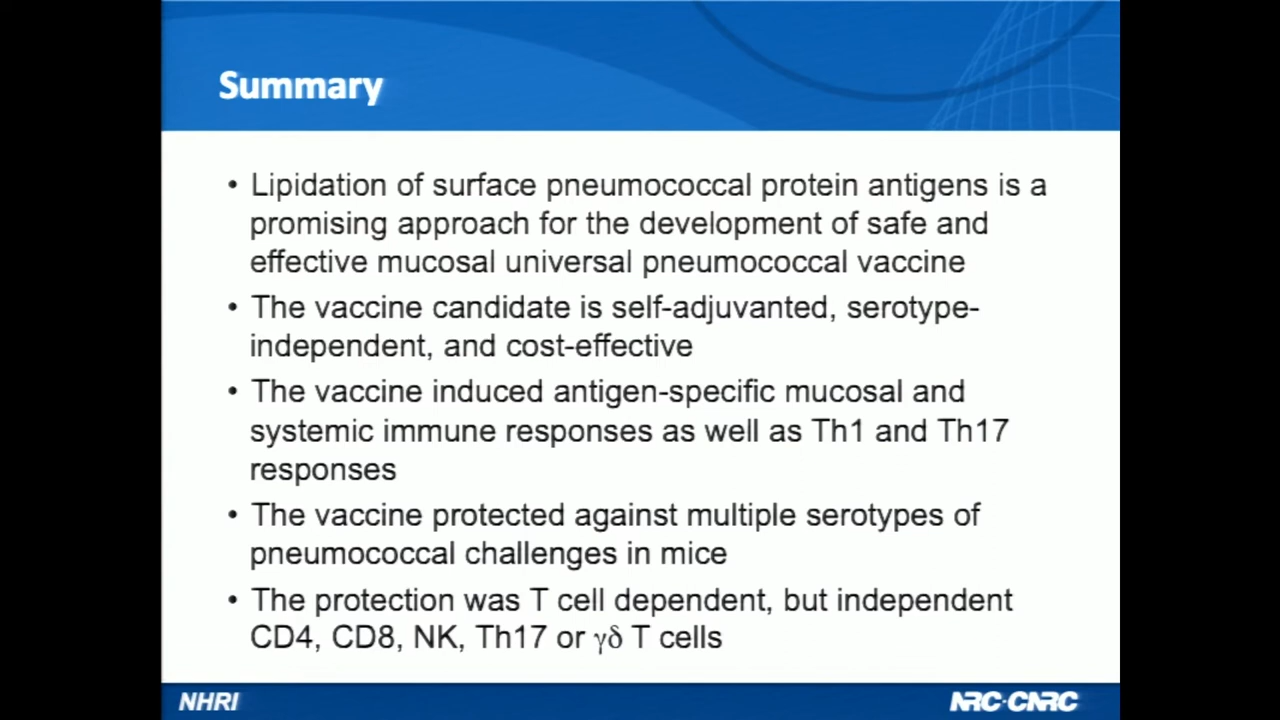 Summary
• Lipidation of surface pneumococcal protein antigens is a
promising approach for the development of safe and
effective mucosal universal pneumococcal vaccine
• The vaccine candidate is self-adjuvanted, serotype-
independent, and cost-effective
• The vaccine induced antigen-specific mucosal and
systemic immune responses as well as Th1 and Th17
responses
• The vaccine protected against multiple serotypes of
pneumococcal challenges in mice
• The protection was T cell dependent, but independent
CD4, CD8, NK, Th17 or γδ T cells
NHRI
NRC·CNRC